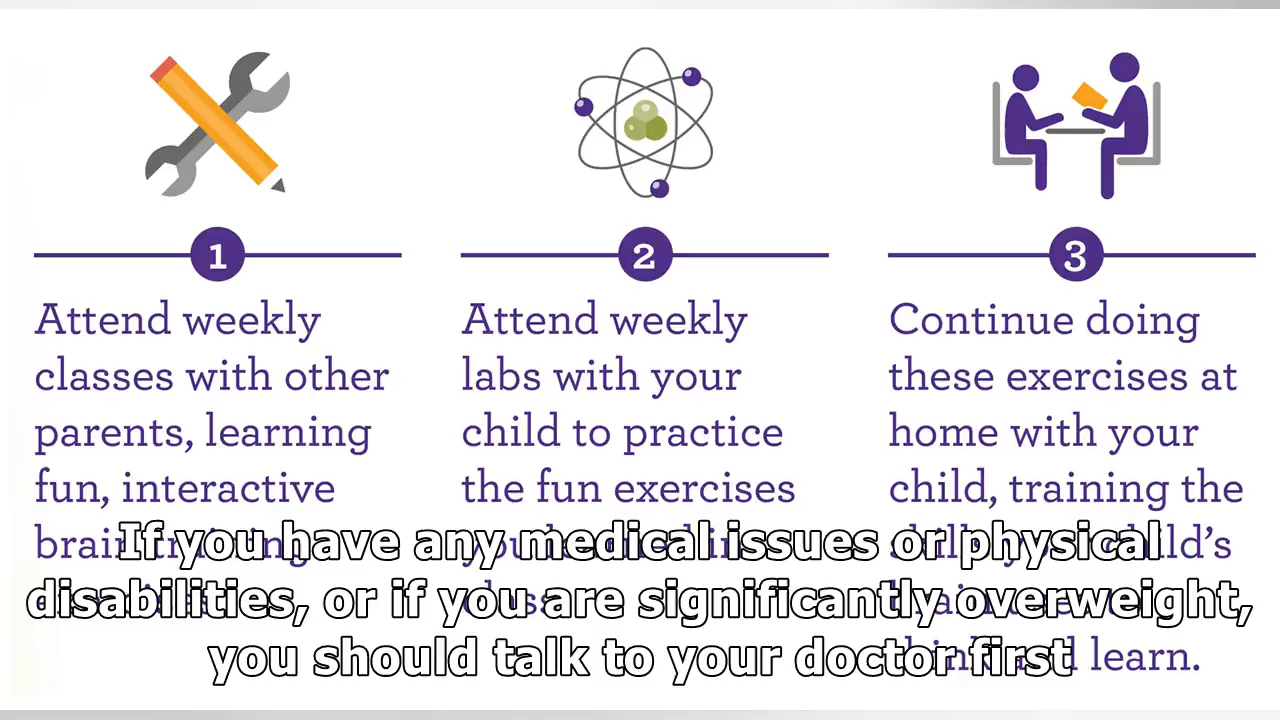 1
Attend weekly
classes with other
parents, learning
fun, interactive
brain training
2
Attend weekly
labs with your
child to practice
the fun exercises
3
Continue doing
these exercises at
home with your
child, training the
child's
learn.
If you have any medical issues or physical
disabilities, or if you are significantly overweight,
you should talk to your doctor first